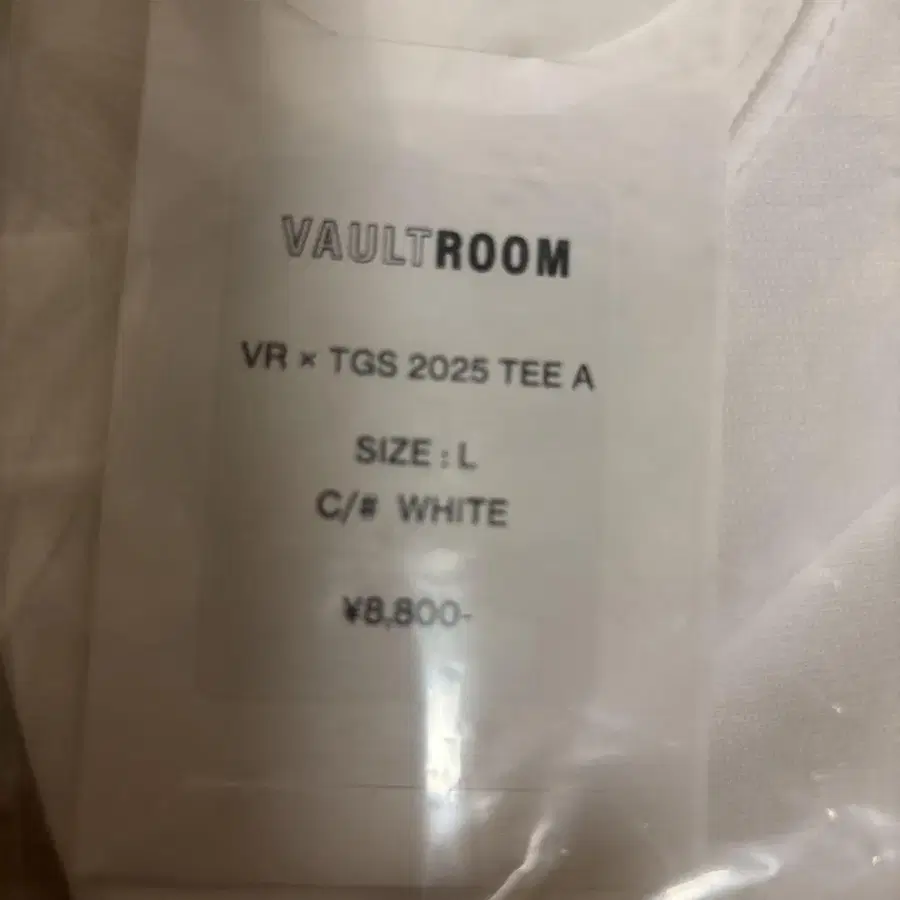 VAULTROOM
VR × TGS 2025 TEE A
SIZE : L
C/# WHITE
¥8,800-